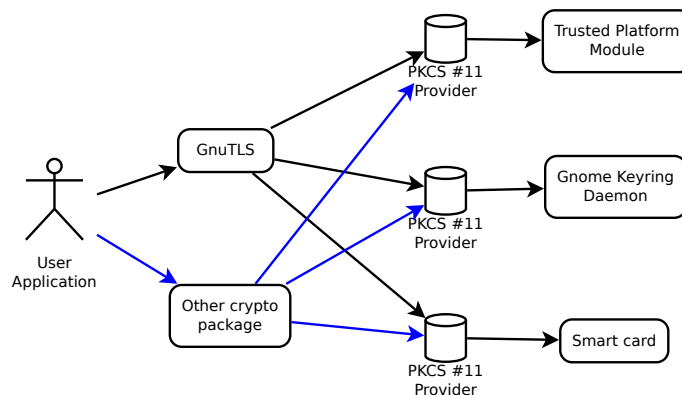 Trusted Platform
Module
PKCS #11
Provider
GnuTLS
Gnome Keyring
Daemon
PKCS #11
Provider
User
Application
Other crypto
package
Smart card
PKCS #11
Provider